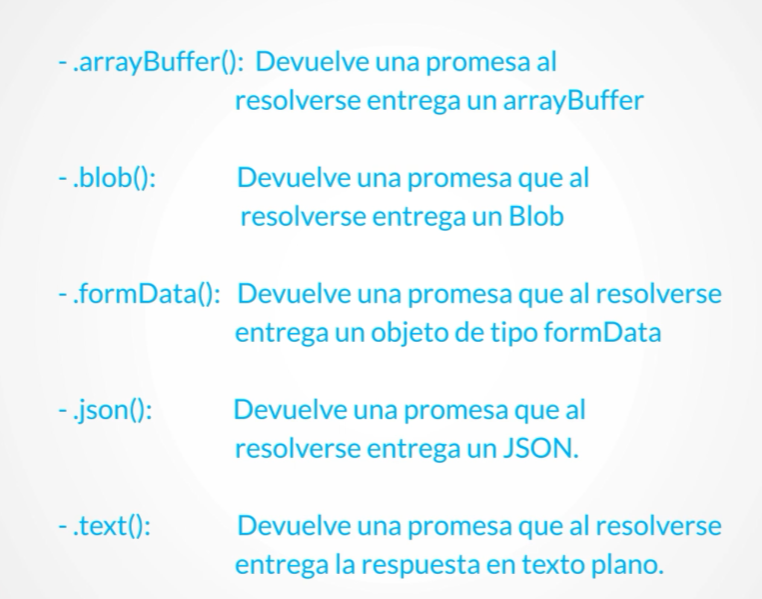 - .arrayBuffer(): Devuelve una promesa al
resolverse entrega un arrayBuffer
- .blob(): Devuelve una promesa que al
resolverse entrega un Blob
- .formData(): Devuelve una promesa que al resolverse
entrega un objeto de tipo formData
- .json(): Devuelve una promesa que al
resolverse entrega un JSON.
- .text(): Devuelve una promesa que al resolverse
entrega la respuesta en texto plano.